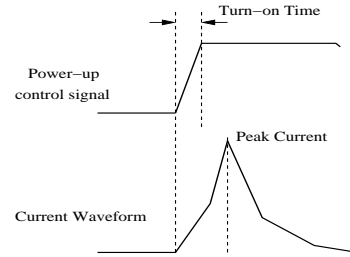 Turn−on Time
Power−up
control signal
Peak Current
Current Waveform